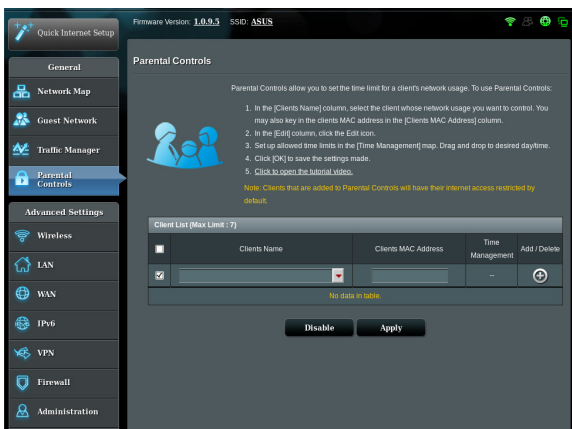 Quick Internet Setup
General
Network Map
Guest Network
Traffic Manager
Parental
Controls
Advanced Settings
Wireless
LAN
WAN
IPv6
VPN
Firewall
Administration
Firmware Version: 1.0.9.5 SSID: ASUS
Parental Controls
Parental Controls allow you to set the time limit for a client's network usage. To use Parental Controls:
1. In the [Clients Name] column, select the client whose network usage you want to control. You
may also key in the clients MAC address in the [Clients MAC Address] column.
2. In the [Edit] column, click the Edit icon.
3. Set up allowed time limits in the [Time Management] map. Drag and drop to desired day/time.
4. Click [OK] to save the settings made.
5. Click to open the tutorial video.
Note: Clients that are added to Parental Controls will have their internet access restricted by
default.
Client List (Max Limit : 7)
Clients Name Clients MAC Address Time
Management Add / Delete
--
No data in table.
Disable Apply